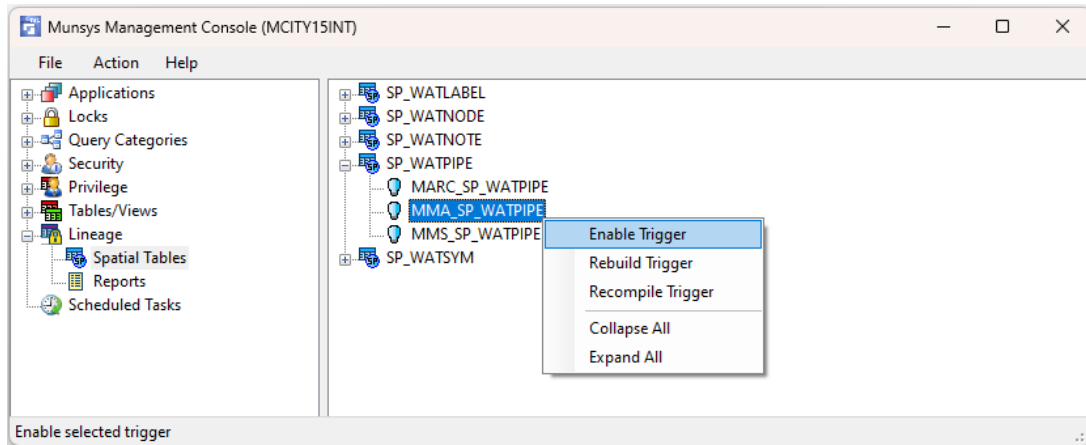 Munsys Management Console (MCITY15INT)
File Action Help
Applications
Locks
Query Categories
Security
Privilege
Tables/Views
Lineage
Spatial Tables
Reports
Scheduled Tasks
SP_WATLABEL
SP_WATNODE
SP_WATNOTE
SP_WATPIPE
MARC_SP_WATPIPE
MMA_SP_WATPIPE
MMS_SP_WATPIPE
SP_WATSYM
Enable Trigger
Rebuild Trigger
Recompile Trigger
Collapse All
Expand All
Enable selected trigger